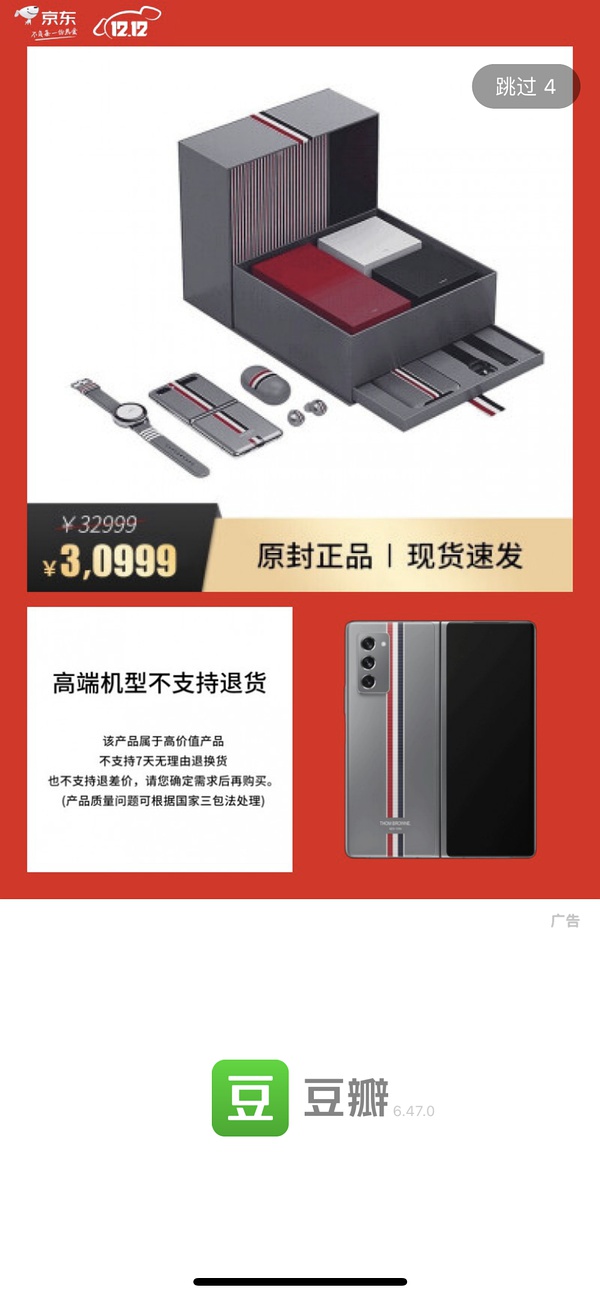 京东
不负每一份热爱
12.12
跳过 4
￥32999
￥3,0999
原封正品 | 现货速发
高端机型不支持退货
该产品属于高价值产品
不支持7天无理由退换货
也不支持退差价，请您确定需求后再购买。
(产品质量问题可根据国家三包法处理)
THOM BROWNE.
广告
豆 豆瓣 6.47.0